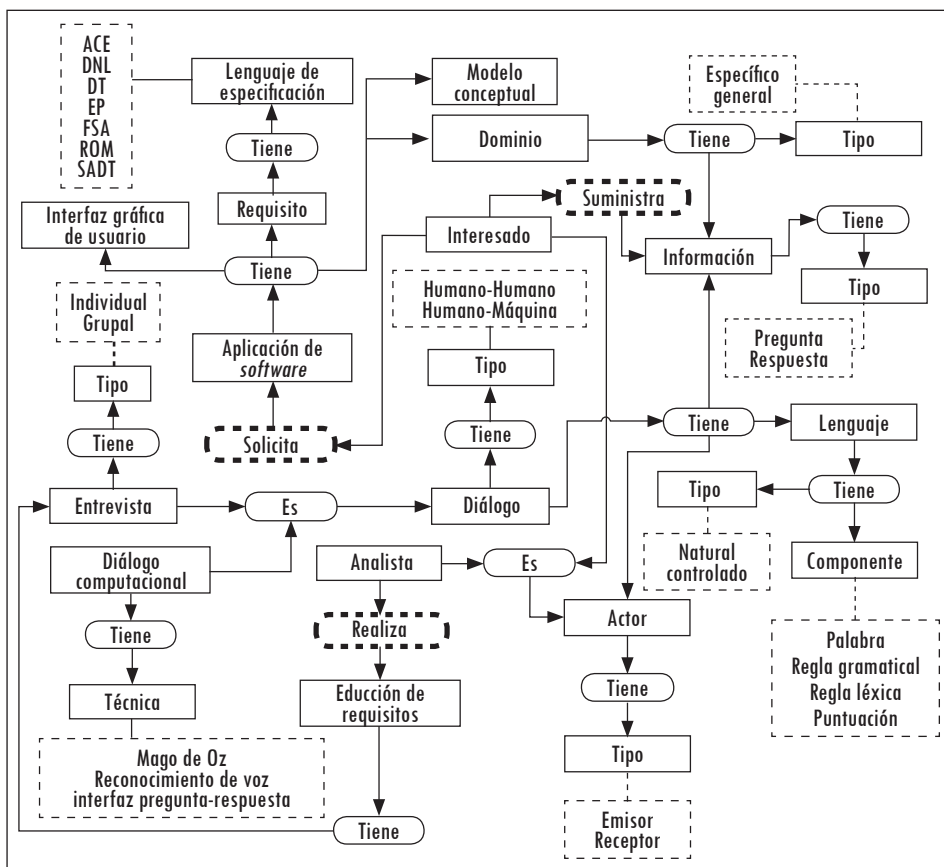 ACE
DNL
DT
EP
FSA
ROM
SADT
Lenguaje de
especificación
Modelo
conceptual
Específico
general
Tiene
Dominio
Tiene
Tipo
Requisito
Suministra
Interfaz gráfica
de usuario
Interesado
Tiene
Tiene
Información
Tipo
Individual
Grupal
Humano-Humano
Humano-Máquina
Pregunta
Respuesta
Aplicación de
software
Tipo
Tipo
Tiene
Solicita
Tiene
Tiene
Lenguaje
Entrevista
Es
Diálogo
Tipo
Tiene
Diálogo
computacional
Analista
Es
Natural
controlado
Componente
Tiene
Realiza
Actor
Palabra
Regla gramatical
Regla léxica
Puntuación
Técnica
Educción de
requisitos
Tiene
Mago de Oz
Reconocimiento de voz
interfaz pregunta-respuesta
Tipo
Tiene
Emisor
Receptor